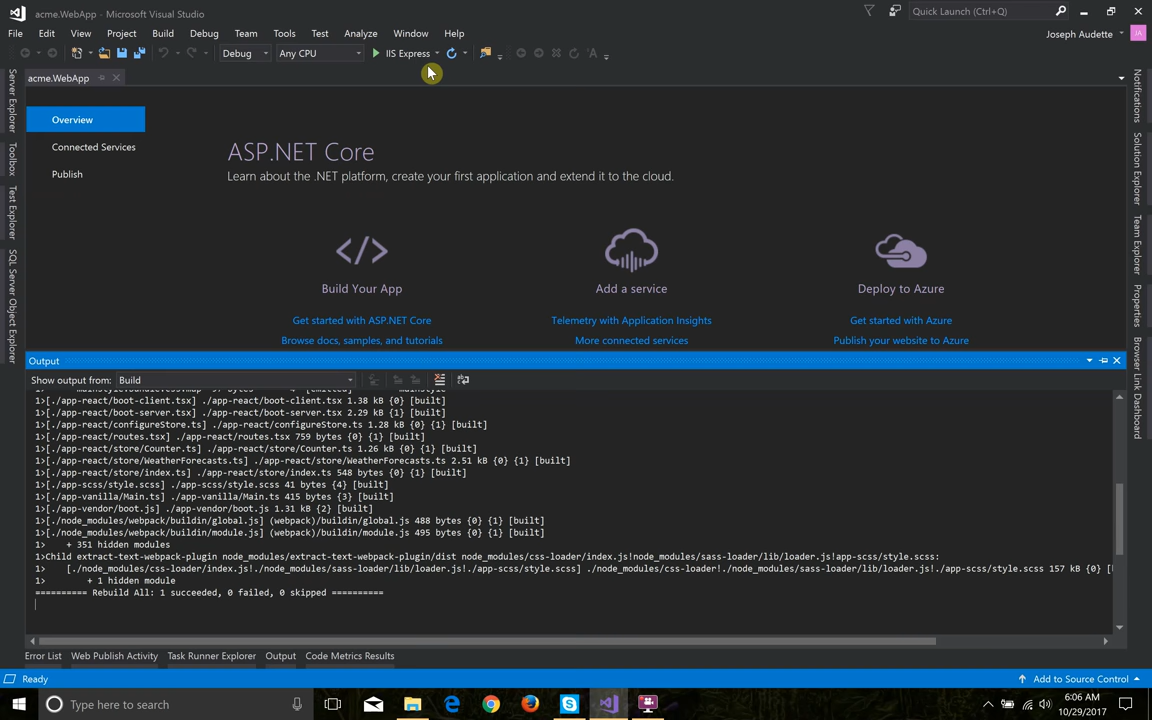 acme.WebApp - Microsoft Visual Studio
Quick Launch (Ctrl+Q)
File Edit View Project Build Debug Team Tools Test Analyze Window Help
Joseph Audette JA
Debug Any CPU IIS Express
acme.WebApp
Server Explorer
Toolbox
Test Explorer
SQL Server Object Explorer
Overview
Connected Services
Publish
ASP.NET Core
Learn about the .NET platform, create your first application and extend it to the cloud.
Build Your App
Get started with ASP.NET Core
Browse docs, samples, and tutorials
Add a service
Telemetry with Application Insights
More connected services
Deploy to Azure
Get started with Azure
Publish your website to Azure
Notifications
Solution Explorer
Team Explorer
Properties
Browser Link Dashboard
Output
Show output from: Build
1>[./app-react/boot-client.tsx] ./app-react/boot-client.tsx 1.38 kB {0} [built]
1>[./app-react/boot-server.tsx] ./app-react/boot-server.tsx 2.29 kB {1} [built]
1>[./app-react/configureStore.ts] ./app-react/configureStore.ts 1.28 kB {0} {1} [built]
1>[./app-react/routes.tsx] ./app-react/routes.tsx 759 bytes {0} {1} [built]
1>[./app-react/store/Counter.ts] ./app-react/store/Counter.ts 1.26 kB {0} {1} [built]
1>[./app-react/store/WeatherForecasts.ts] ./app-react/store/WeatherForecasts.ts 2.51 kB {0} {1} [built]
1>[./app-react/store/index.ts] ./app-react/store/index.ts 548 bytes {0} {1} [built]
1>[./app-scss/style.scss] ./app-scss/style.scss 41 bytes {4} [built]
1>[./app-vanilla/Main.ts] ./app-vanilla/Main.ts 415 bytes {3} [built]
1>[./app-vendor/boot.js] ./app-vendor/boot.js 1.31 kB {2} [built]
1>[./node_modules/webpack/buildin/global.js] (webpack)/buildin/global.js 488 bytes {0} {1} [built]
1>[./node_modules/webpack/buildin/module.js] (webpack)/buildin/module.js 495 bytes {0} {1} [built]
1> + 351 hidden modules
1>Child extract-text-webpack-plugin node_modules/extract-text-webpack-plugin/dist node_modules/css-loader/index.js!node_modules/sass-loader/lib/loader.js!app-scss/style.scss:
1> [./node_modules/css-loader/index.js!./node_modules/sass-loader/lib/loader.js!./app-scss/style.scss] ./node_modules/css-loader!./node_modules/sass-loader/lib/loader.js!./app-scss/style.scss 157 kB {0} [
1> + 1 hidden module
========== Rebuild All: 1 succeeded, 0 failed, 0 skipped ==========
Error List Web Publish Activity Task Runner Explorer Output Code Metrics Results
Ready Add to Source Control
Type here to search
6:06 AM
10/29/2017